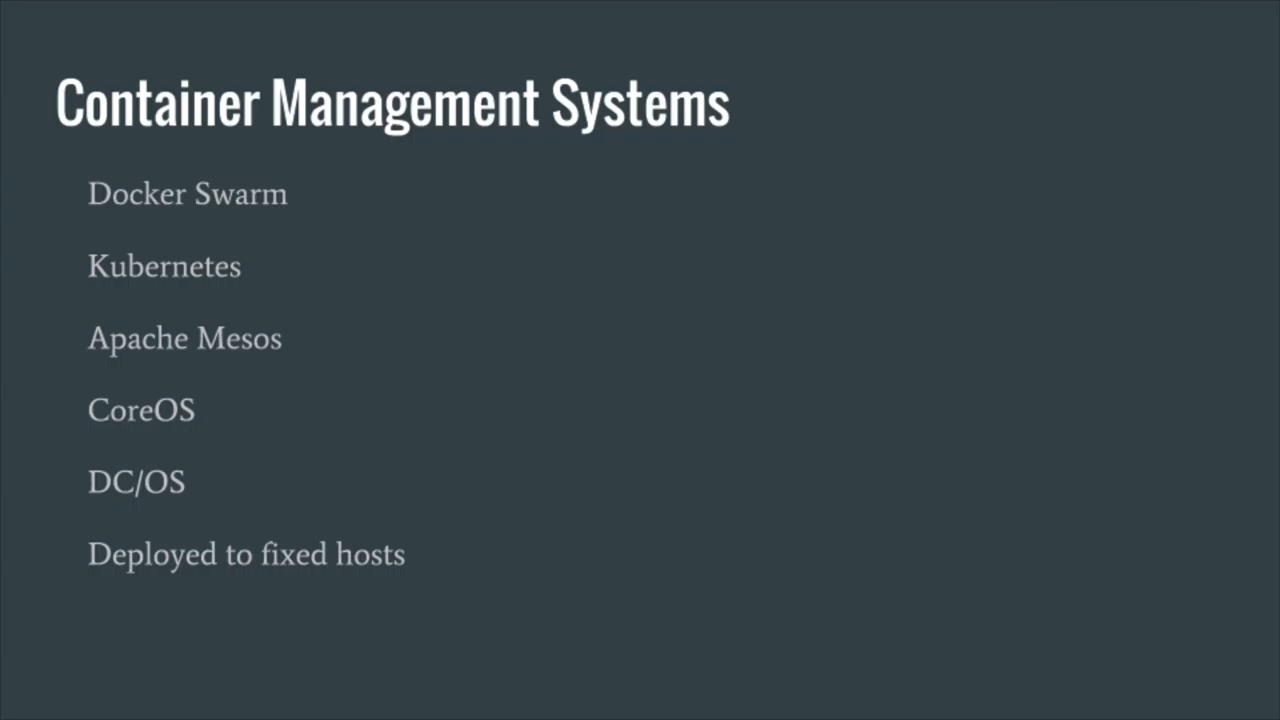 Container Management Systems
Docker Swarm
Kubernetes
Apache Mesos
CoreOS
DC/OS
Deployed to fixed hosts